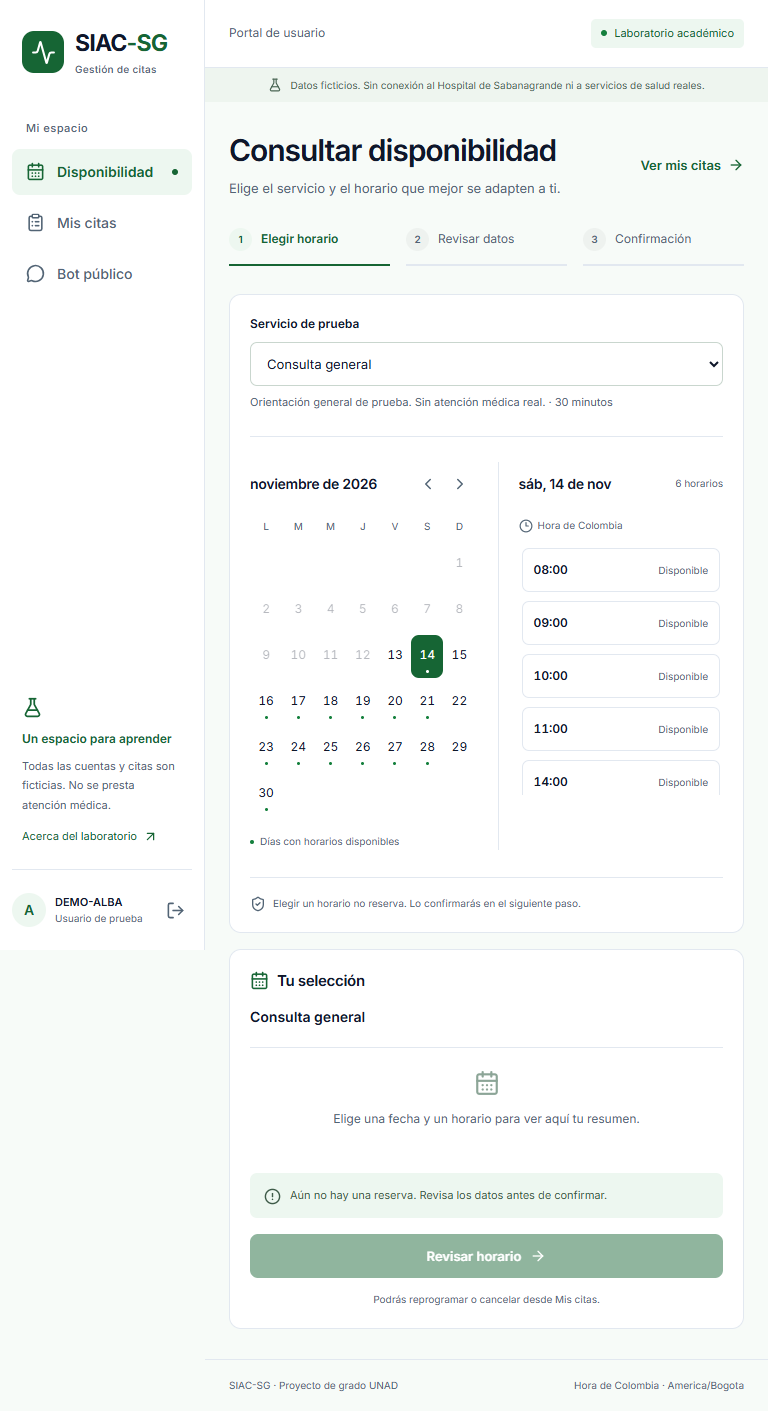 SIAC-SG
Gestión de citas
Mi espacio
Disponibilidad
Mis citas
Bot público
Un espacio para aprender
Todas las cuentas y citas son
ficticias. No se presta
atención médica.
Acerca del laboratorio
A
DEMO-ALBA
Usuario de prueba
Portal de usuario
Laboratorio académico
Datos ficticios. Sin conexión al Hospital de Sabanagrande ni a servicios de salud reales.
Consultar disponibilidad
Ver mis citas
Elige el servicio y el horario que mejor se adapten a ti.
1 Elegir horario
2 Revisar datos
3 Confirmación
Servicio de prueba
Consulta general
Orientación general de prueba. Sin atención médica real. · 30 minutos
noviembre de 2026
L M M J V S D
1
2 3 4 5 6 7 8
9 10 11 12 13 14 15
16 17 18 19 20 21 22
23 24 25 26 27 28 29
30
Días con horarios disponibles
sáb, 14 de nov
6 horarios
Hora de Colombia
08:00 Disponible
09:00 Disponible
10:00 Disponible
11:00 Disponible
14:00 Disponible
Elegir un horario no reserva. Lo confirmarás en el siguiente paso.
Tu selección
Consulta general
Elige una fecha y un horario para ver aquí tu resumen.
Aún no hay una reserva. Revisa los datos antes de confirmar.
Revisar horario
Podrás reprogramar o cancelar desde Mis citas.
SIAC-SG · Proyecto de grado UNAD
Hora de Colombia · America/Bogota